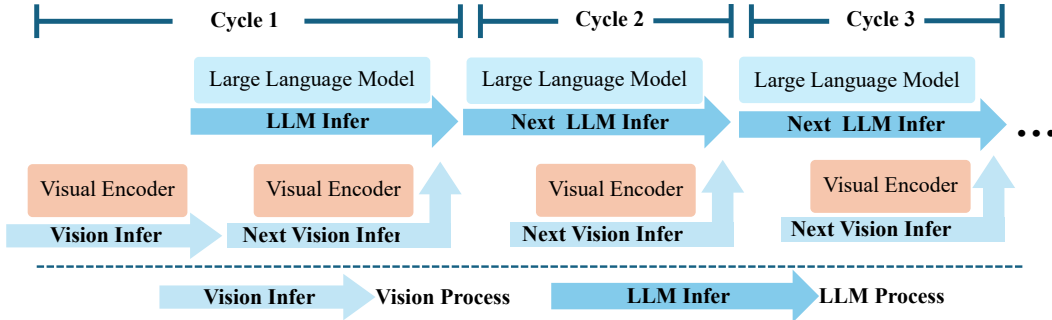 Cycle 1
Cycle 2
Cycle 3
Large Language Model
Large Language Model
Large Language Model
LLM Infer
Next LLM Infer
Next LLM Infer
...
Visual Encoder
Visual Encoder
Visual Encoder
Visual Encoder
Vision Infer
Next Vision Infer
Next Vision Infer
Next Vision Infer
Vision Infer
Vision Process
LLM Infer
LLM Process